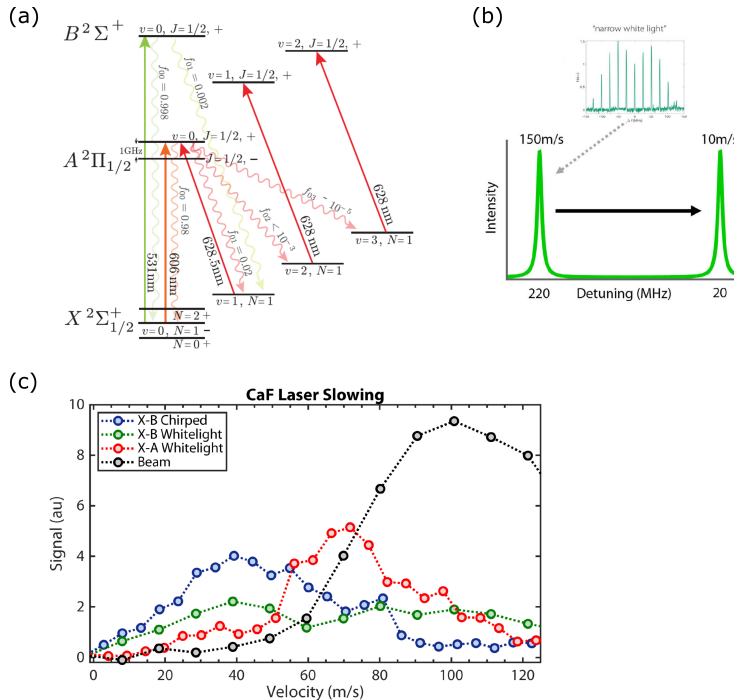 (a)
B²Σ⁺
v=0, J=1/2, +
v=2, J=1/2, +
v=1, J=1/2, +
f₀₀ = 0.998
f₀₁ = 0.002
v=0, J=1/2, +
1GHz
A²Π₁/₂
J=1/2, −
f₀₀ = 0.98
f₀₁ = 0.02
f₀₂ < 10⁻³
f₀₃ ~ 10⁻⁵
531nm
606 nm
628.5nm
628 nm
628 nm
v=3, N=1
v=2, N=1
v=1, N=1
X²Σ⁺₁/₂
N=2 +
v=0, N=1 −
N=0 +
(b)
"narrow white light"
150m/s
10m/s
Intensity
220
Detuning (MHz)
20
(c)
CaF Laser Slowing
X-B Chirped
X-B Whitelight
X-A Whitelight
Beam
Signal (au)
10
8
6
4
2
0
0 20 40 60 80 100 120
Velocity (m/s)